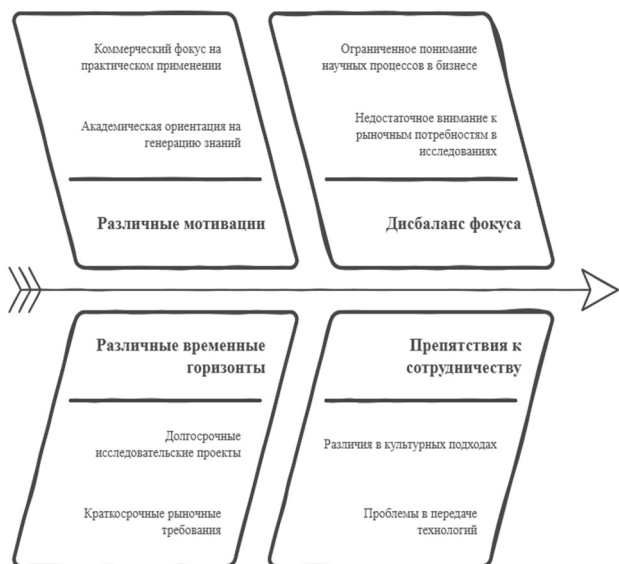 Коммерческий фокус на
практическом применении
Академическая ориентация на
генерацию знаний
Различные мотивации
Ограниченное понимание
научных процессов в бизнесе
Недостаточное внимание к
рыночным потребностям в
исследованиях
Дисбаланс фокуса
Различные временные
горизонты
Долгосрочные
исследовательские проекты
Краткосрочные рыночные
требования
Препятствия к
сотрудничеству
Различия в культурных подходах
Проблемы в передаче
технологий